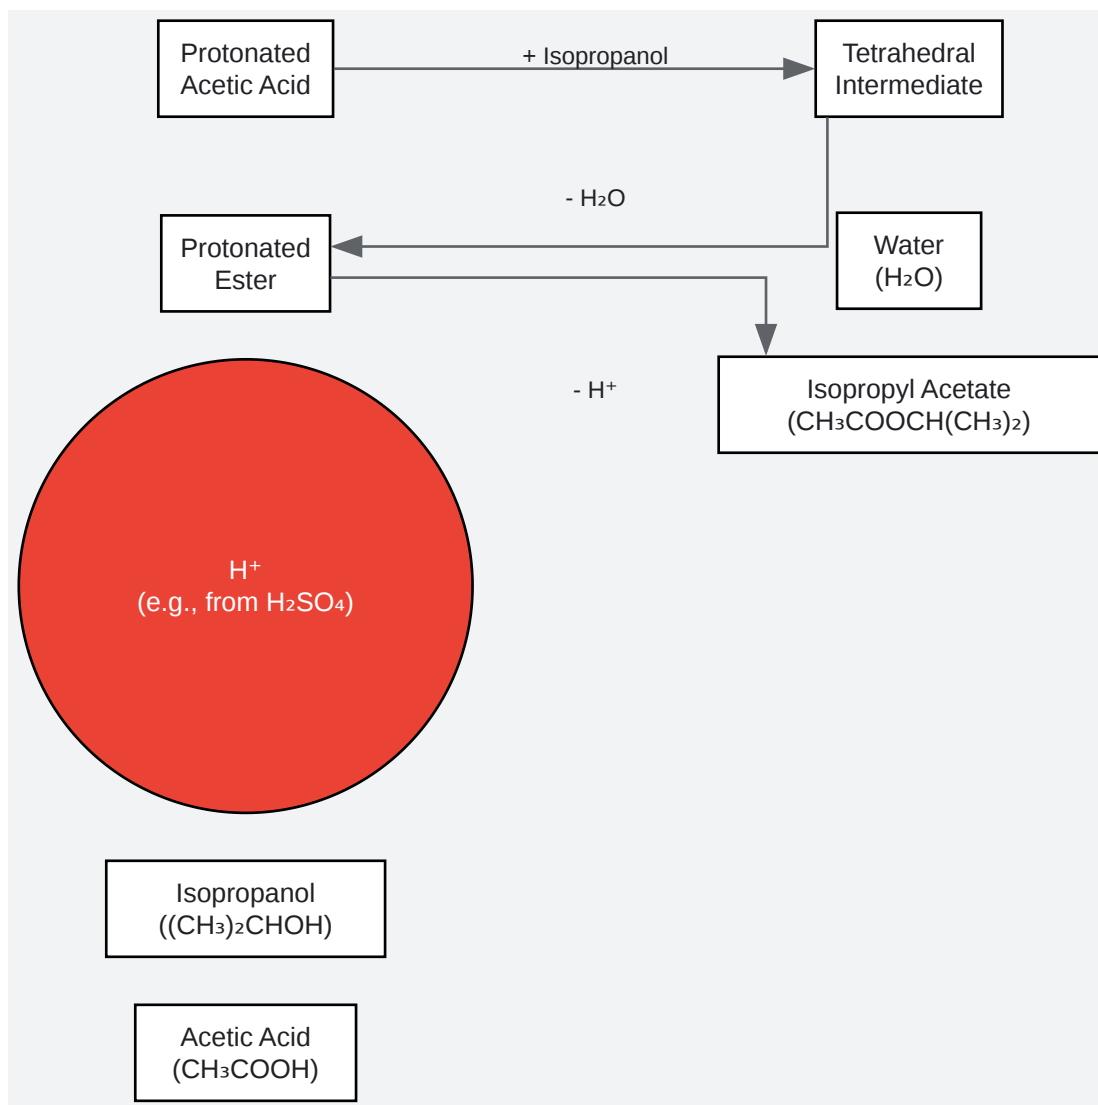 Protonated
Acetic Acid
+ Isopropanol
Tetrahedral
Intermediate
- H₂O
Protonated
Ester
Water
(H₂O)
- H⁺
Isopropyl Acetate
(CH₃COOCH(CH₃)₂)
H⁺
(e.g., from H₂SO₄)
Isopropanol
((CH₃)₂CHOH)
Acetic Acid
(CH₃COOH)